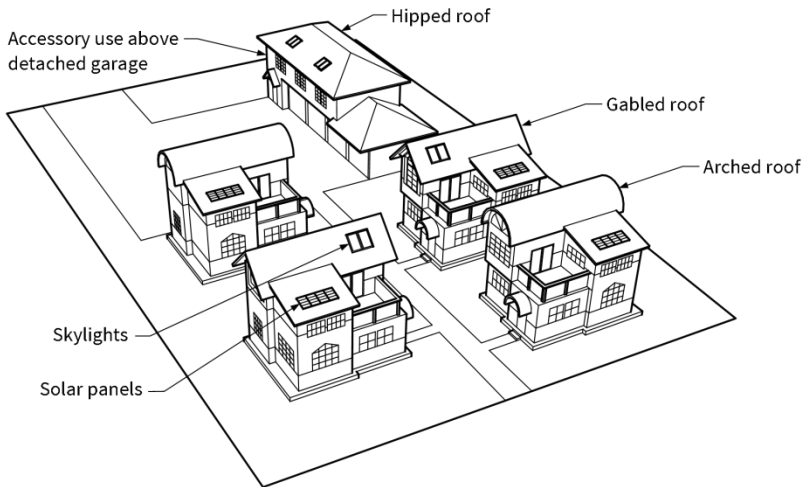 Hipped roof
Accessory use above
detached garage
Gabled roof
Arched roof
Skylights
Solar panels